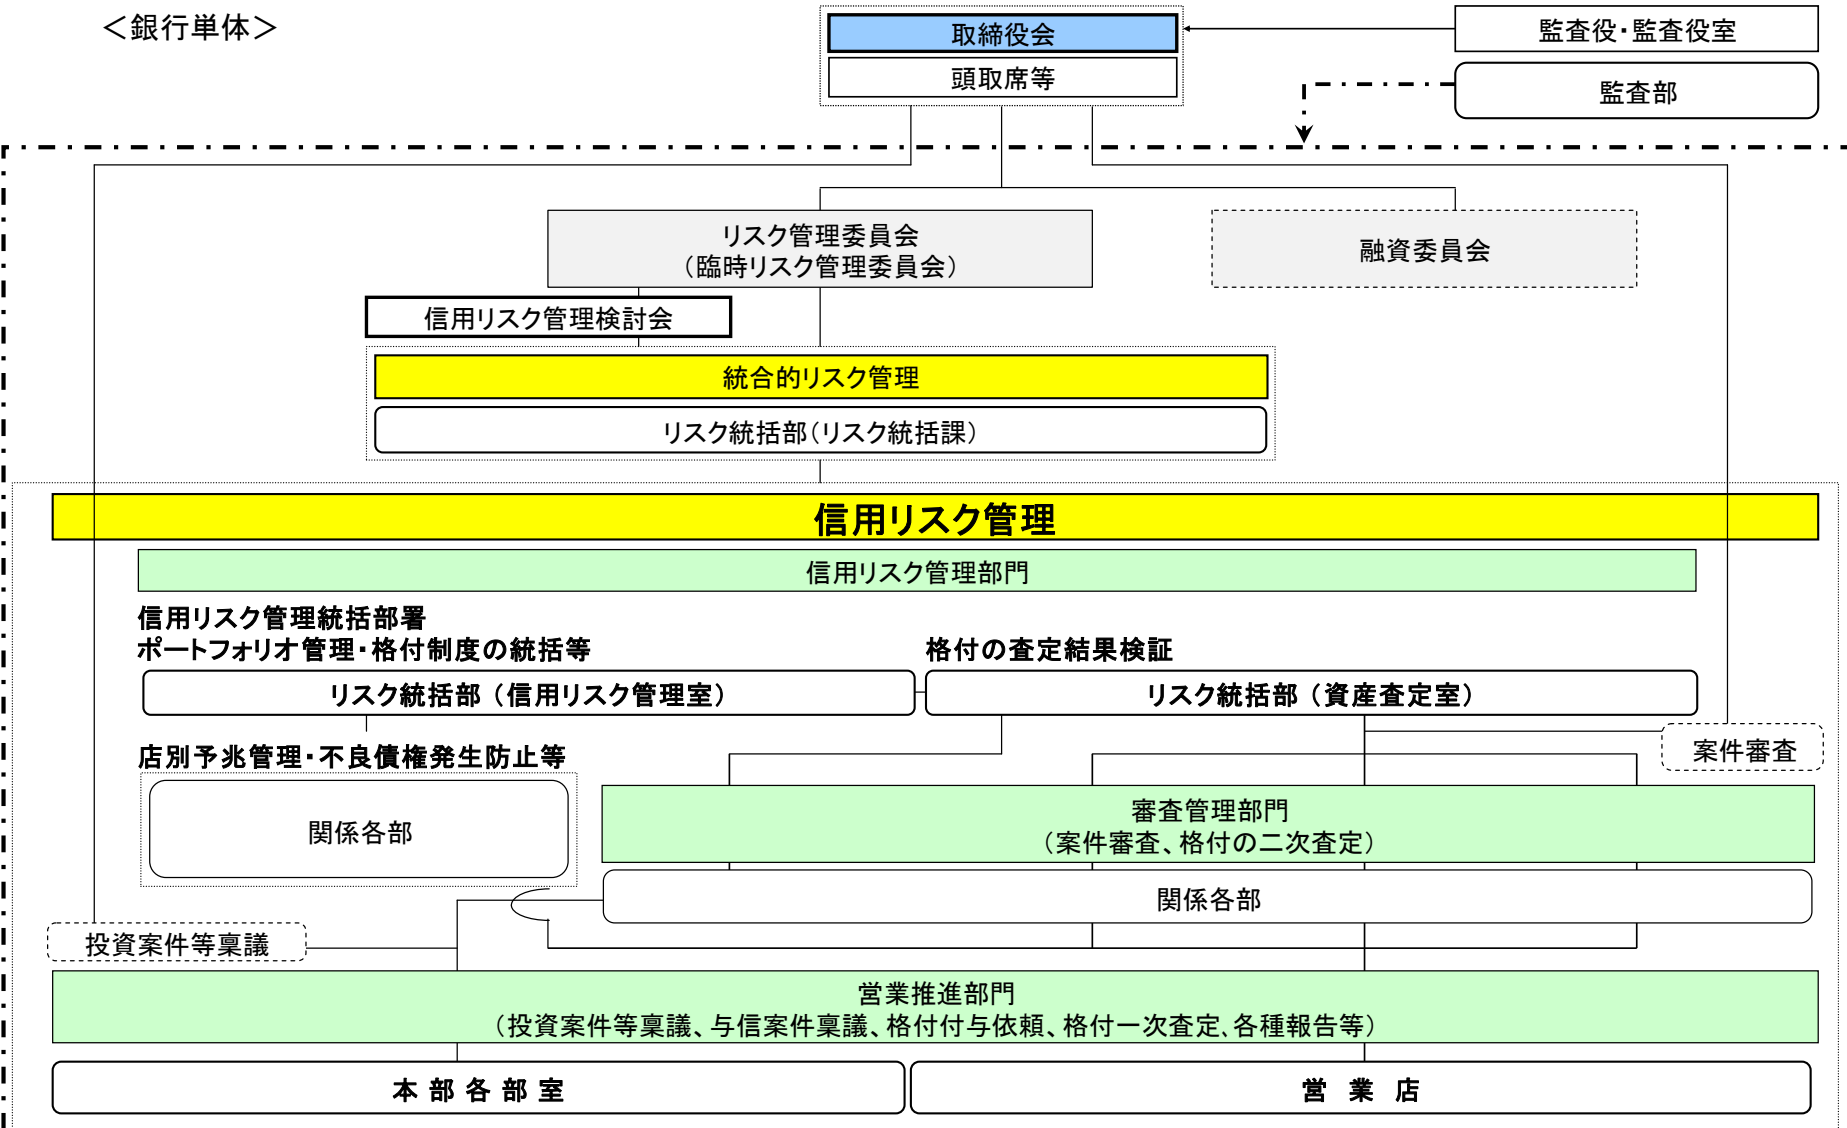 ＜銀行単体＞
取締役会
頭取席等
監査役・監査役室
監査部
リスク管理委員会
（臨時リスク管理委員会）
融資委員会
信用リスク管理検討会
統合的リスク管理
リスク統括部（リスク統括課）
信用リスク管理
信用リスク管理部門
信用リスク管理統括部署
ポートフォリオ管理・格付制度の統括等
格付の査定結果検証
リスク統括部（信用リスク管理室）
リスク統括部（資産査定室）
案件審査
店別予兆管理・不良債権発生防止等
関係各部
審査管理部門
（案件審査、格付の二次査定）
関係各部
投資案件等稟議
営業推進部門
（投資案件等稟議、与信案件稟議、格付付与依頼、格付一次査定、各種報告等）
本部各部室
営業店